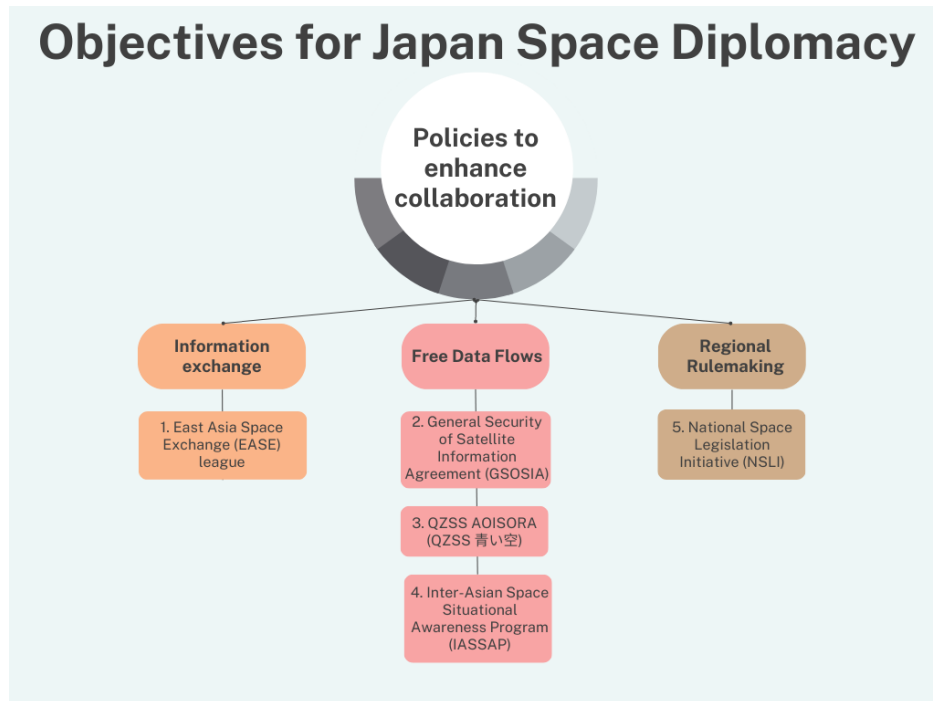 Objectives for Japan Space Diplomacy
Policies to
enhance
collaboration
Information
exchange
Free Data Flows
Regional
Rulemaking
1. East Asia Space
Exchange (EASE)
league
2. General Security
of Satellite
Information
Agreement (GSOSIA)
5. National Space
Legislation
Initiative (NSLI)
3. QZSS AOISORA
(QZSS 青い空)
4. Inter-Asian Space
Situational
Awareness Program
(IASSAP)